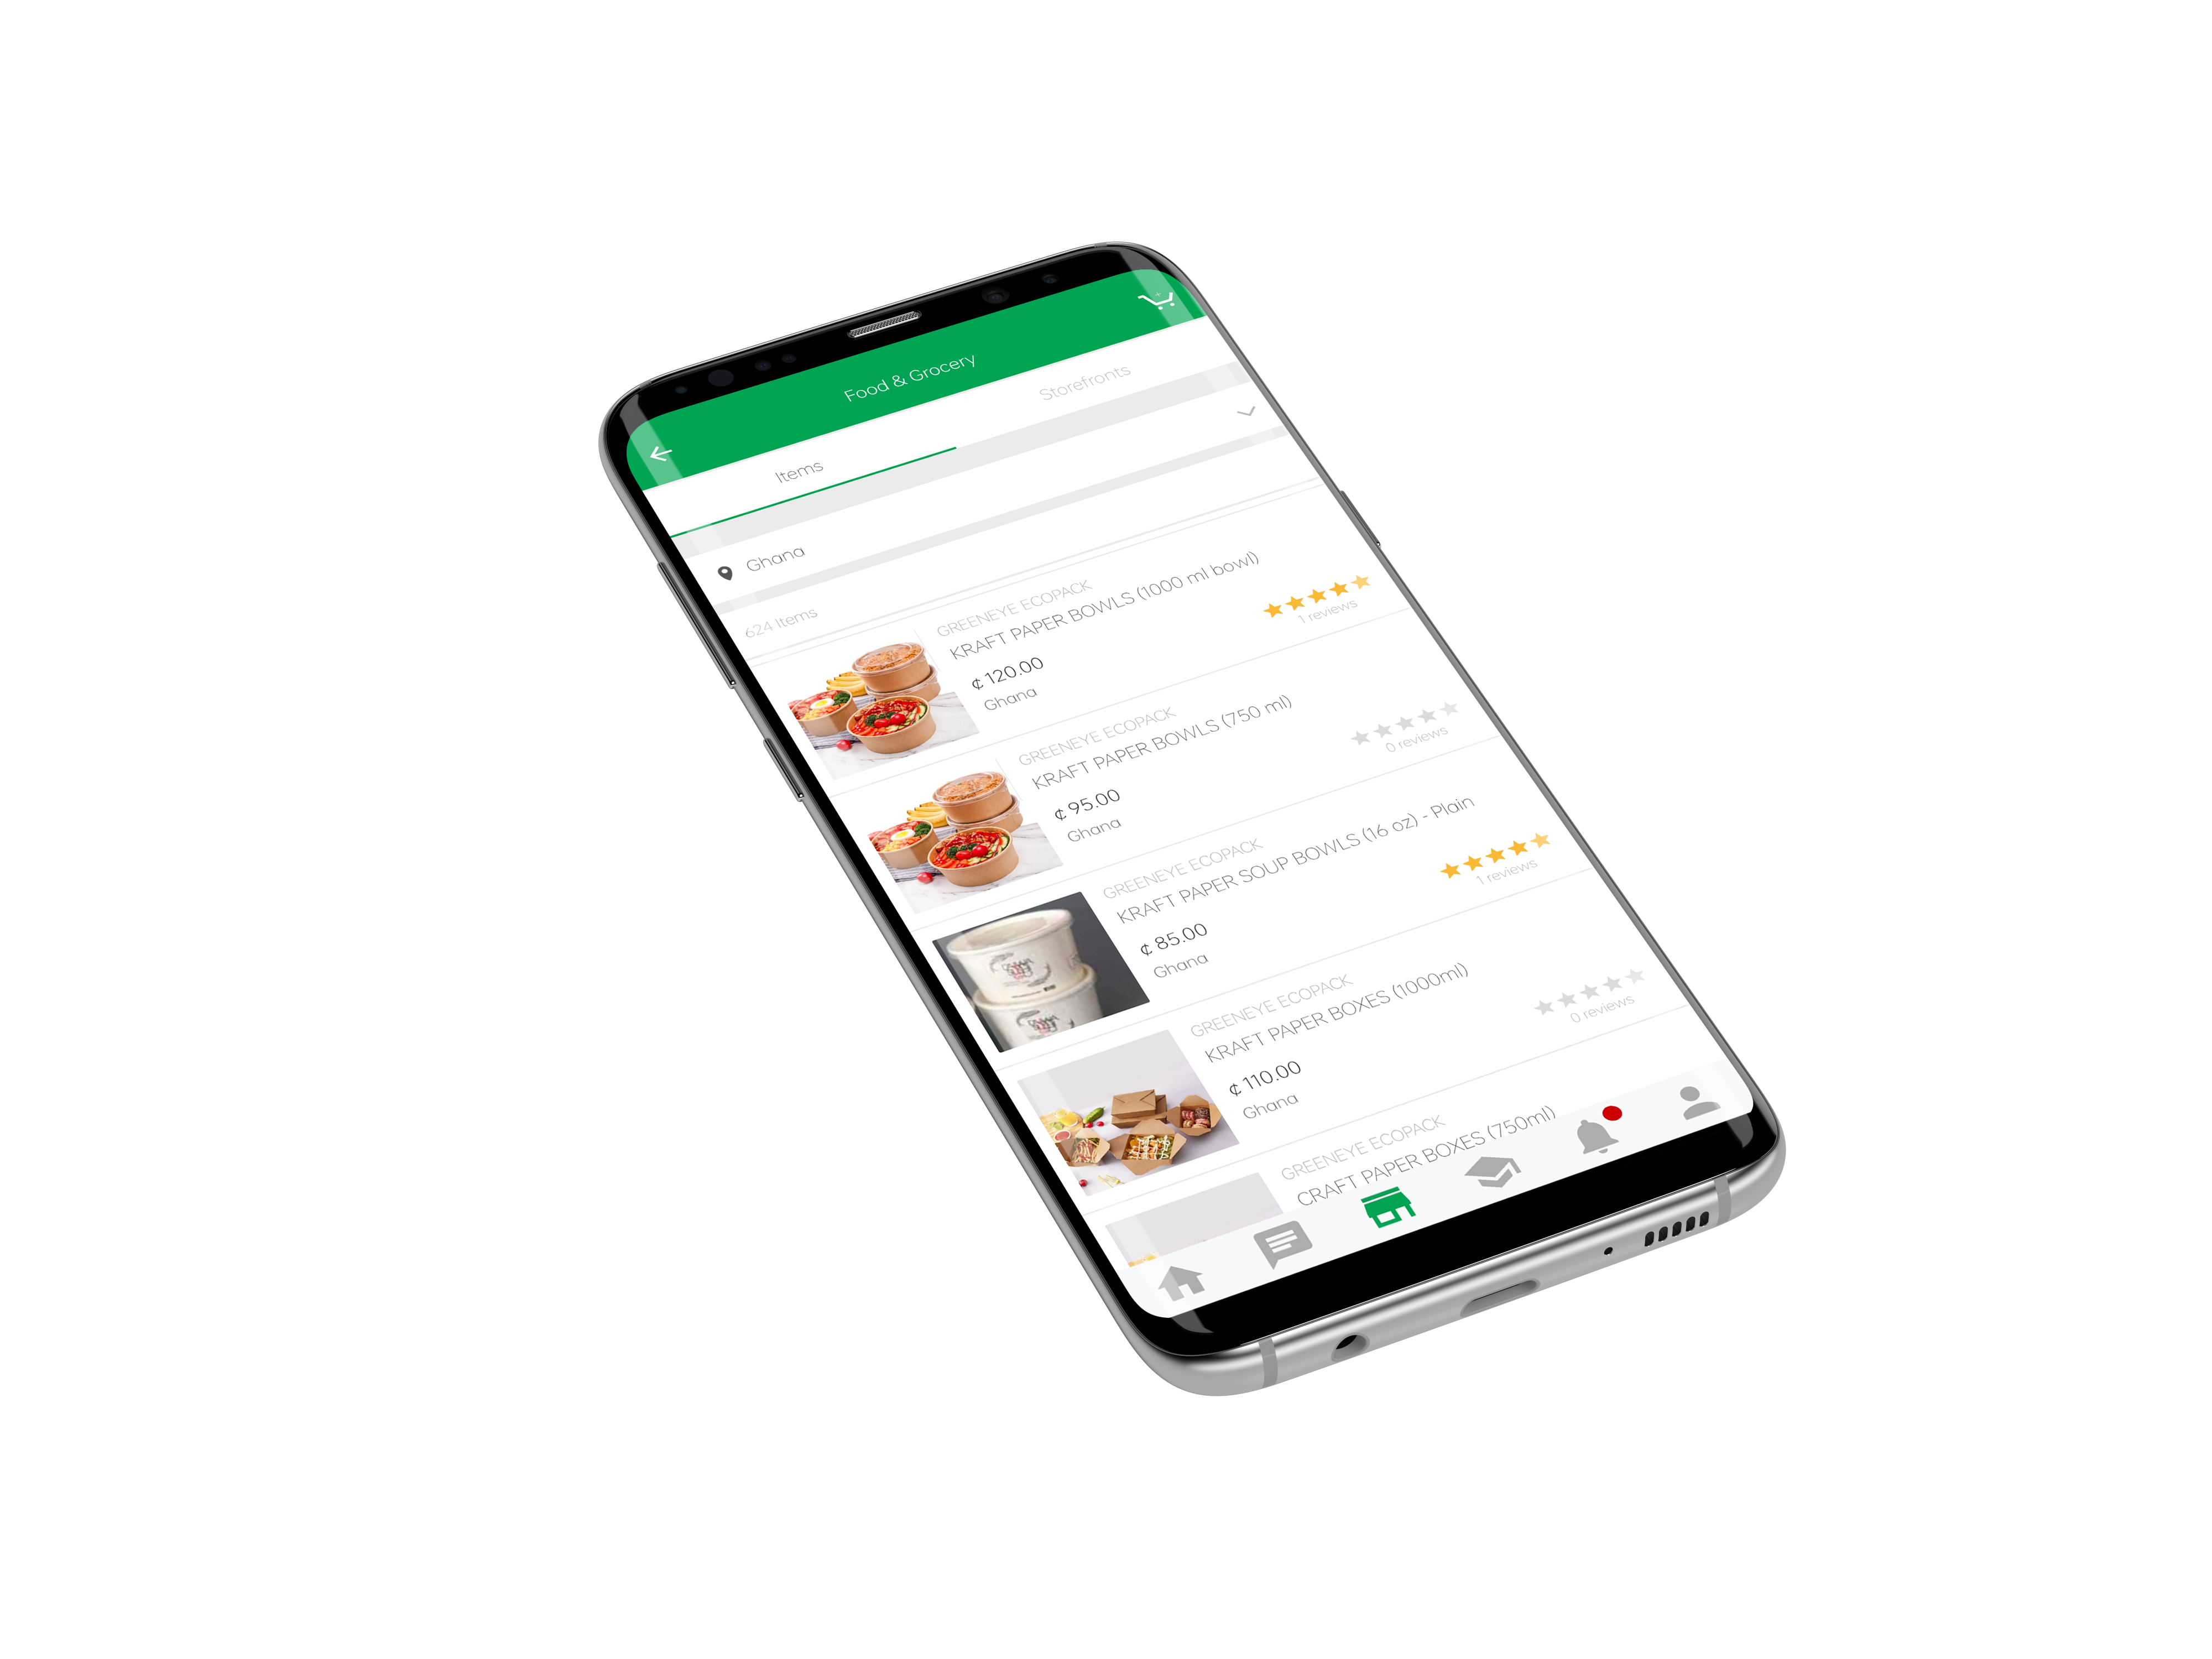 Food & Grocery
Items
Storefronts
Ghana
624 Items
GREENEYE ECOPACK
KRAFT PAPER BOWLS (1000 ml bowl)
¢ 120.00
Ghana
1 reviews
GREENEYE ECOPACK
KRAFT PAPER BOWLS (750 ml)
¢ 95.00
Ghana
0 reviews
GREENEYE ECOPACK
KRAFT PAPER SOUP BOWLS (16 oz) - Plain
¢ 85.00
Ghana
1 reviews
GREENEYE ECOPACK
KRAFT PAPER BOXES (1000ml)
¢ 110.00
Ghana
0 reviews
GREENEYE ECOPACK
CRAFT PAPER BOXES (750ml)